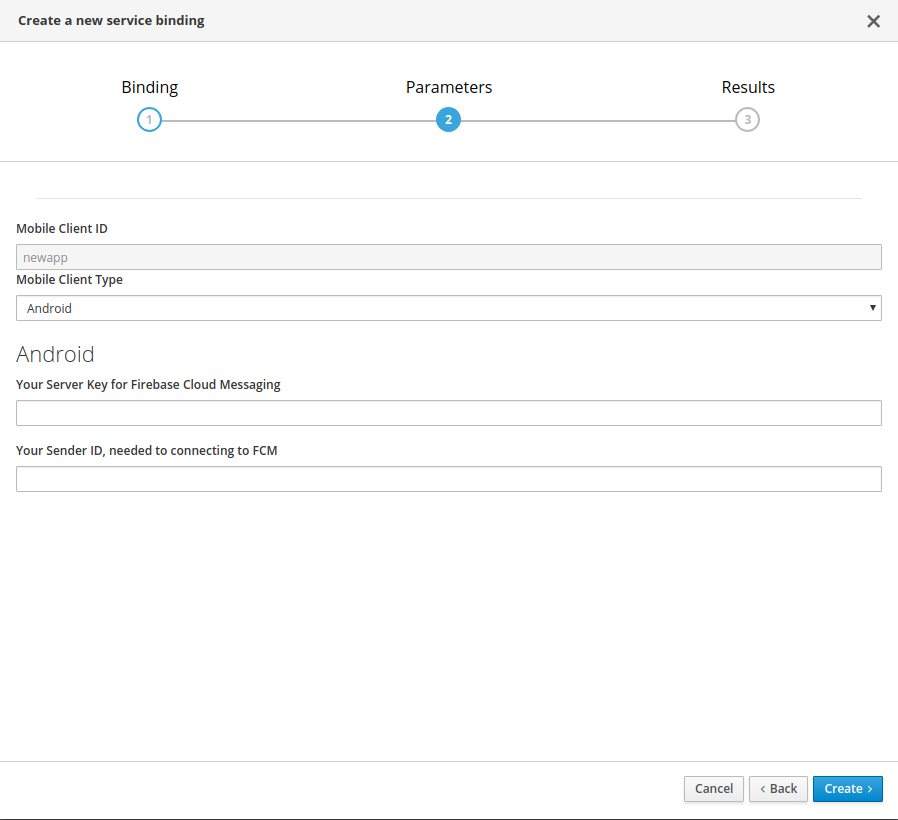 Create a new service binding
Binding Parameters Results
1 2 3
Mobile Client ID
newapp
Mobile Client Type
Android
Android
Your Server Key for Firebase Cloud Messaging
Your Sender ID, needed to connecting to FCM
Cancel ‹ Back Create ›